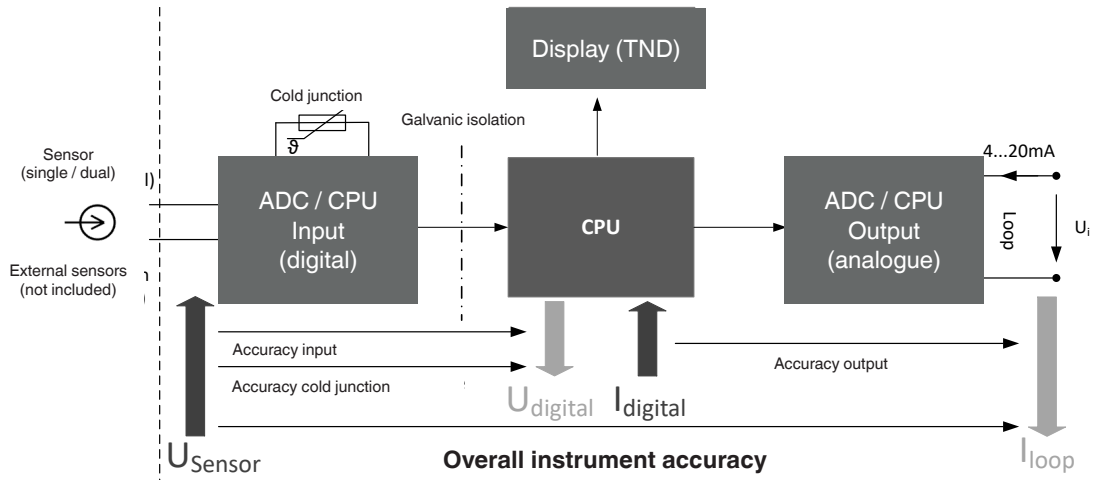 Display (TND)
Cold junction
ϑ
Galvanic isolation
Sensor
(single / dual)
External sensors
(not included)
ADC / CPU
Input
(digital)
CPU
ADC / CPU
Output
(analogue)
4...20mA
Loop
Uᵢ
Accuracy input
Accuracy cold junction
Accuracy output
U_digital
I_digital
U_Sensor
Overall instrument accuracy
I_loop